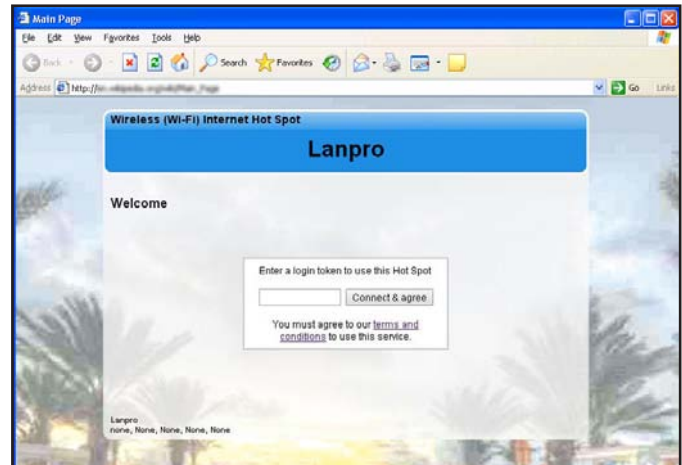 Main Page
File Edit View Favorites Tools Help
Back Search Favorites
Address http:// Go Links
Wireless (Wi-Fi) Internet Hot Spot
Lanpro
Welcome
Enter a login token to use this Hot Spot
Connect & agree
You must agree to our terms and
conditions to use this service.
Lanpro
none, None, None, None, None